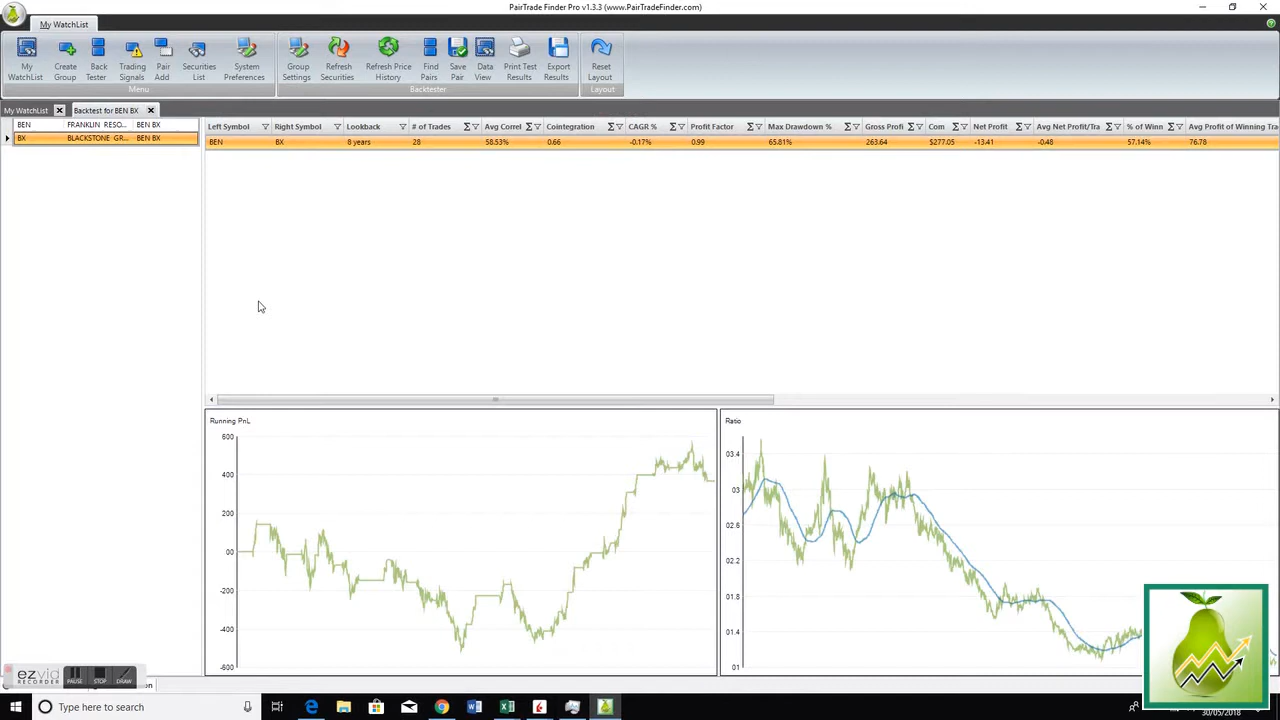 PairTrade Finder Pro v1.3.3 (www.PairTradeFinder.com)
My WatchList
My WatchList
Create Group
Back Tester
Trading Signals
Pair Add
Securities List
System Preferences
Group Settings
Refresh Securities
Refresh Price History
Find Pairs
Save Pair
Data View
Print Test Results
Export Results
Reset Layout
Menu
Backtester
Layout
My WatchList
Backtest for BEN BX
BEN FRANKLIN RESO... BEN BX
BX BLACKSTONE GR... BEN BX
Left Symbol Right Symbol Lookback # of Trades Avg Correl Cointegration CAGR % Profit Factor Max Drawdown % Gross Profi Com Net Profit Avg Net Profit/Tra % of Winn Avg Profit of Winning Trad
BEN BX 8 years 28 58.53% 0.66 -0.17% 0.99 65.81% 263.64 $277.05 -13.41 -0.48 57.14% 76.78
Running PnL
600
400
200
00
-200
-400
-600
Ratio
03.4
03
02.6
02.2
01.8
01.4
01
ezvid
RECORDER
PAUSE
STOP
DRAW
Type here to search
30/05/2018